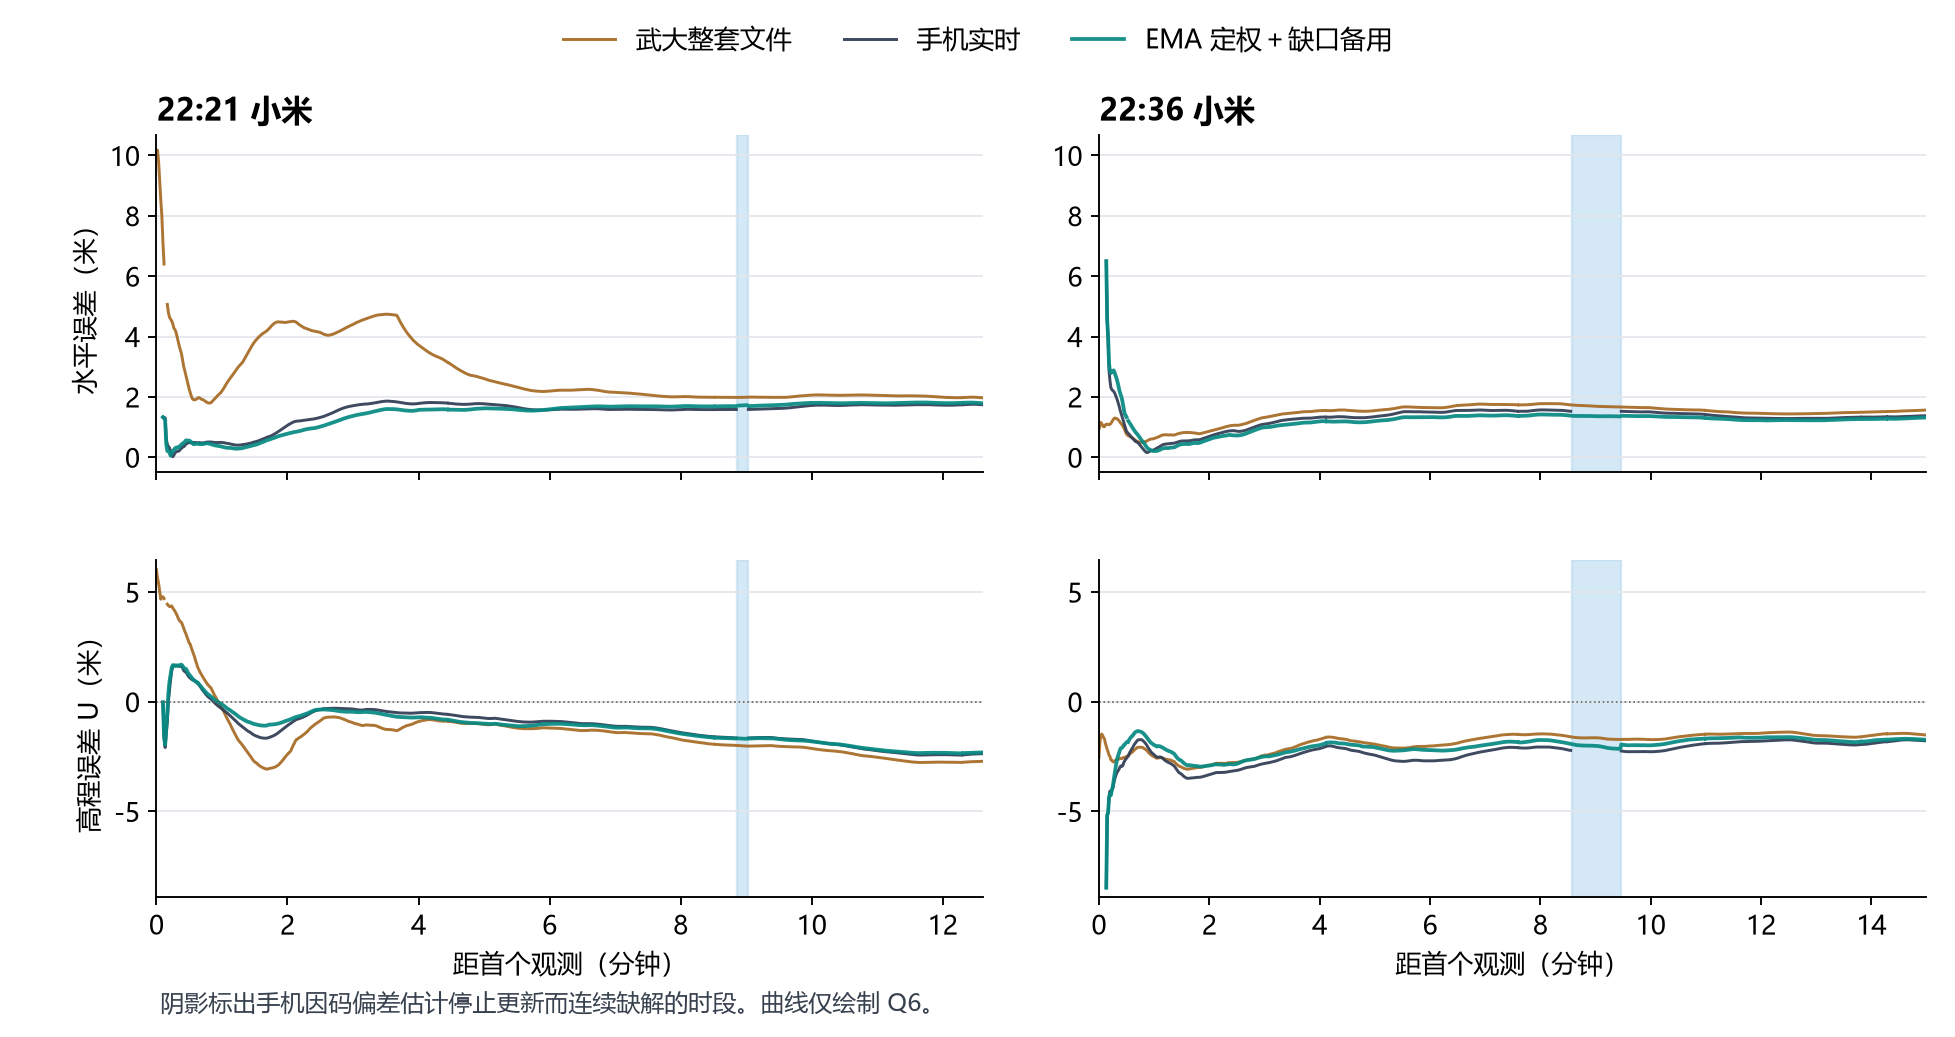 武大整套文件 手机实时 EMA 定权 + 缺口备用
22:21 小米
22:36 小米
水平误差（米）
10
8
6
4
2
0
10
8
6
4
2
0
高程误差 U（米）
5
0
-5
5
0
-5
0 2 4 6 8 10 12
0 2 4 6 8 10 12 14
距首个观测（分钟）
距首个观测（分钟）
阴影标出手机因码偏差估计停止更新而连续缺解的时段。曲线仅绘制 Q6。